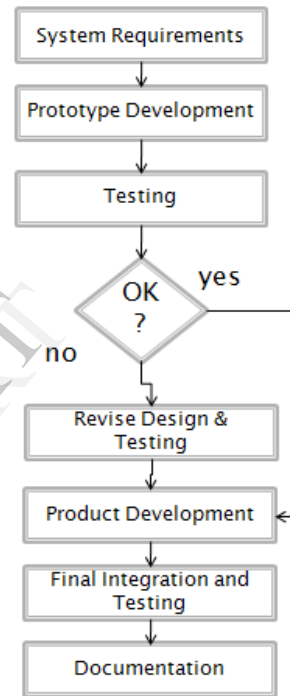 System Requirements
Prototype Development
Testing
OK
?
yes
no
Revise Design &
Testing
Product Development
Final Integration and
Testing
Documentation